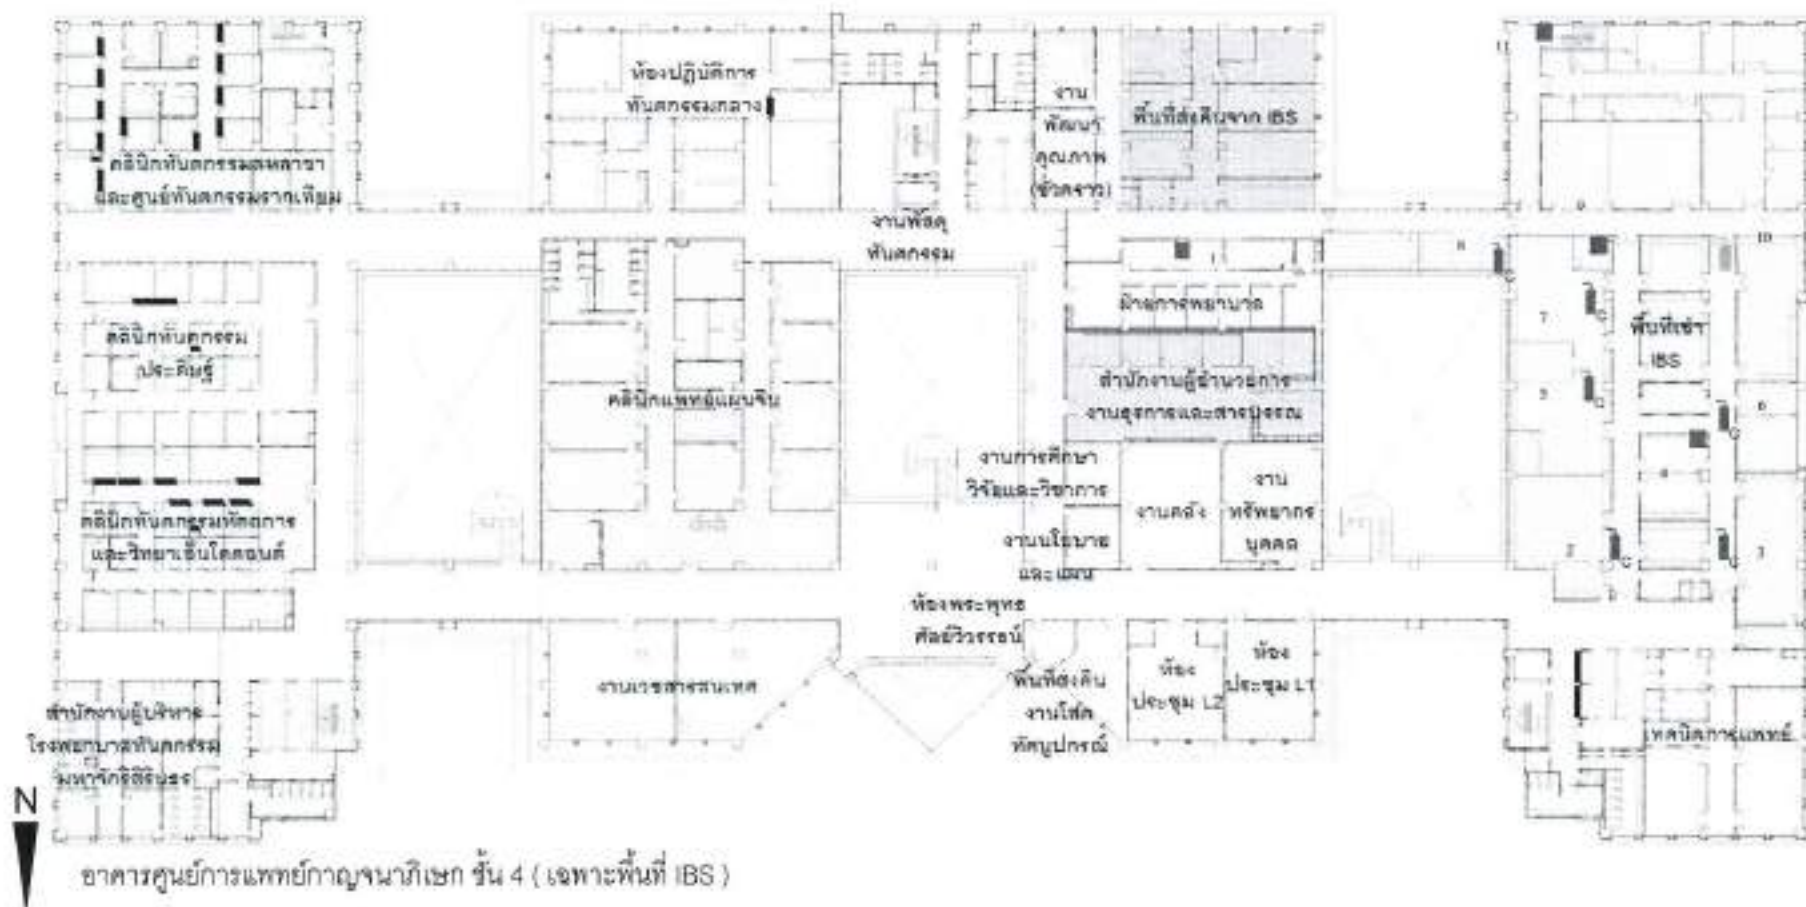 ห้องปฏิบัติการ
ทันตกรรมกลาง
งาน
พัฒนา
คุณภาพ
(ชั่วคราว)
พื้นที่ส่งคืนจาก IBS
11
คลินิกทันตกรรมสหสาขา
และศูนย์ทันตกรรมรากเทียม
งานพัสดุ
ทันตกรรม
9
8
10
ฝ่ายการพยาบาล
คลินิกทันตกรรม
ประดิษฐ์
7
พื้นที่เช่า
IBS
สำนักงานผู้อำนวยการ
งานธุรการและสารบรรณ
คลินิกแพทย์แผนจีน
5
6
งานการศึกษา
วิจัยและวิชาการ
งานคลัง
งาน
ทรัพยากร
บุคคล
4
คลินิกทันตกรรมหัตถการ
และวิทยาเอ็นโดดอนต์
งานนโยบาย
และแผน
2
3
ห้องพระพุทธ
ศัลย์วิวรรธน์
งานเวชสารสนเทศ
พื้นที่ส่งคืน
งานโสต
ทัศนูปกรณ์
ห้อง
ประชุม L2
ห้อง
ประชุม L1
เทคนิคการแพทย์
สำนักงานผู้บริหาร
โรงพยาบาลทันตกรรม
มหาจักรีสิรินธร
N
อาคารศูนย์การแพทย์กาญจนาภิเษก ชั้น 4 ( เฉพาะพื้นที่ IBS )